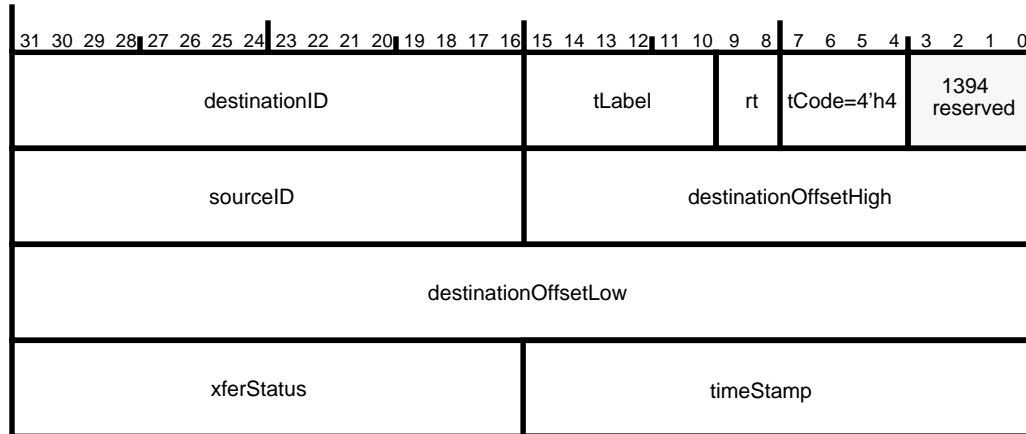 31 30 29 28 27 26 25 24 23 22 21 20 19 18 17 16 15 14 13 12 11 10 9 8 7 6 5 4 3 2 1 0
destinationID tLabel rt tCode=4’h4 1394
reserved
sourceID destinationOffsetHigh
destinationOffsetLow
xferStatus timeStamp